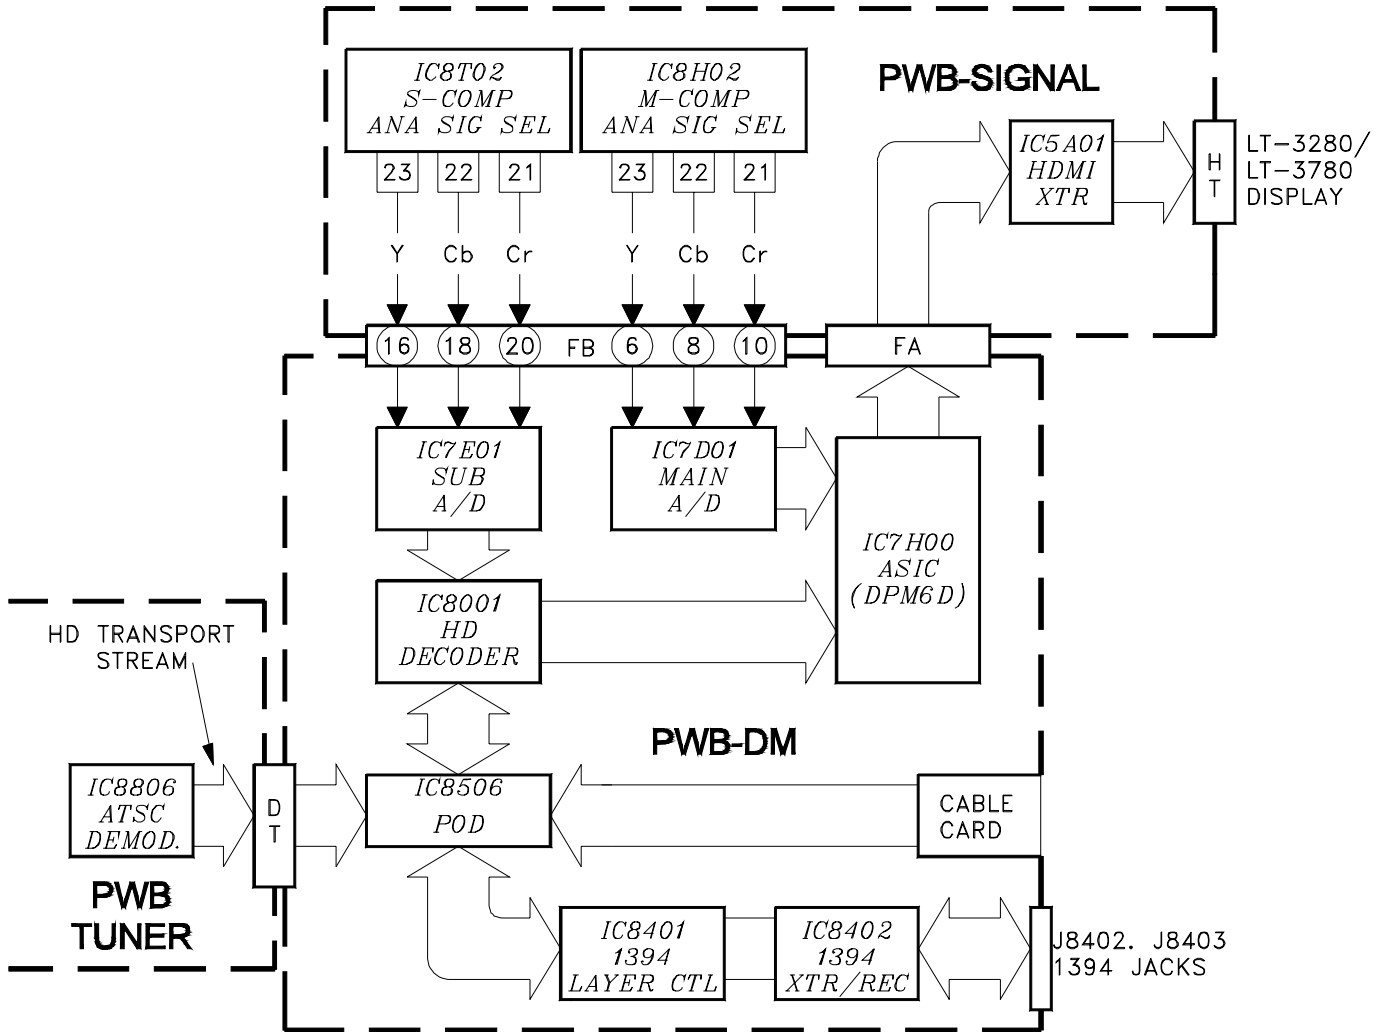 IC8T02
S-COMP
ANA SIG SEL
IC8H02
M-COMP
ANA SIG SEL
PWB-SIGNAL
23 22 21
23 22 21
IC5A01
HDMI
XTR
H
T
LT-3280/
LT-3780
DISPLAY
Y Cb Cr
Y Cb Cr
16 18 20 FB 6 8 10
FA
IC7E01
SUB
A/D
IC7D01
MAIN
A/D
IC7H00
ASIC
(DPM6D)
IC8001
HD
DECODER
HD TRANSPORT
STREAM
PWB-DM
IC8806
ATSC
DEMOD.
D
T
IC8506
POD
CABLE
CARD
PWB
TUNER
IC8401
1394
LAYER CTL
IC8402
1394
XTR/REC
J8402. J8403
1394 JACKS